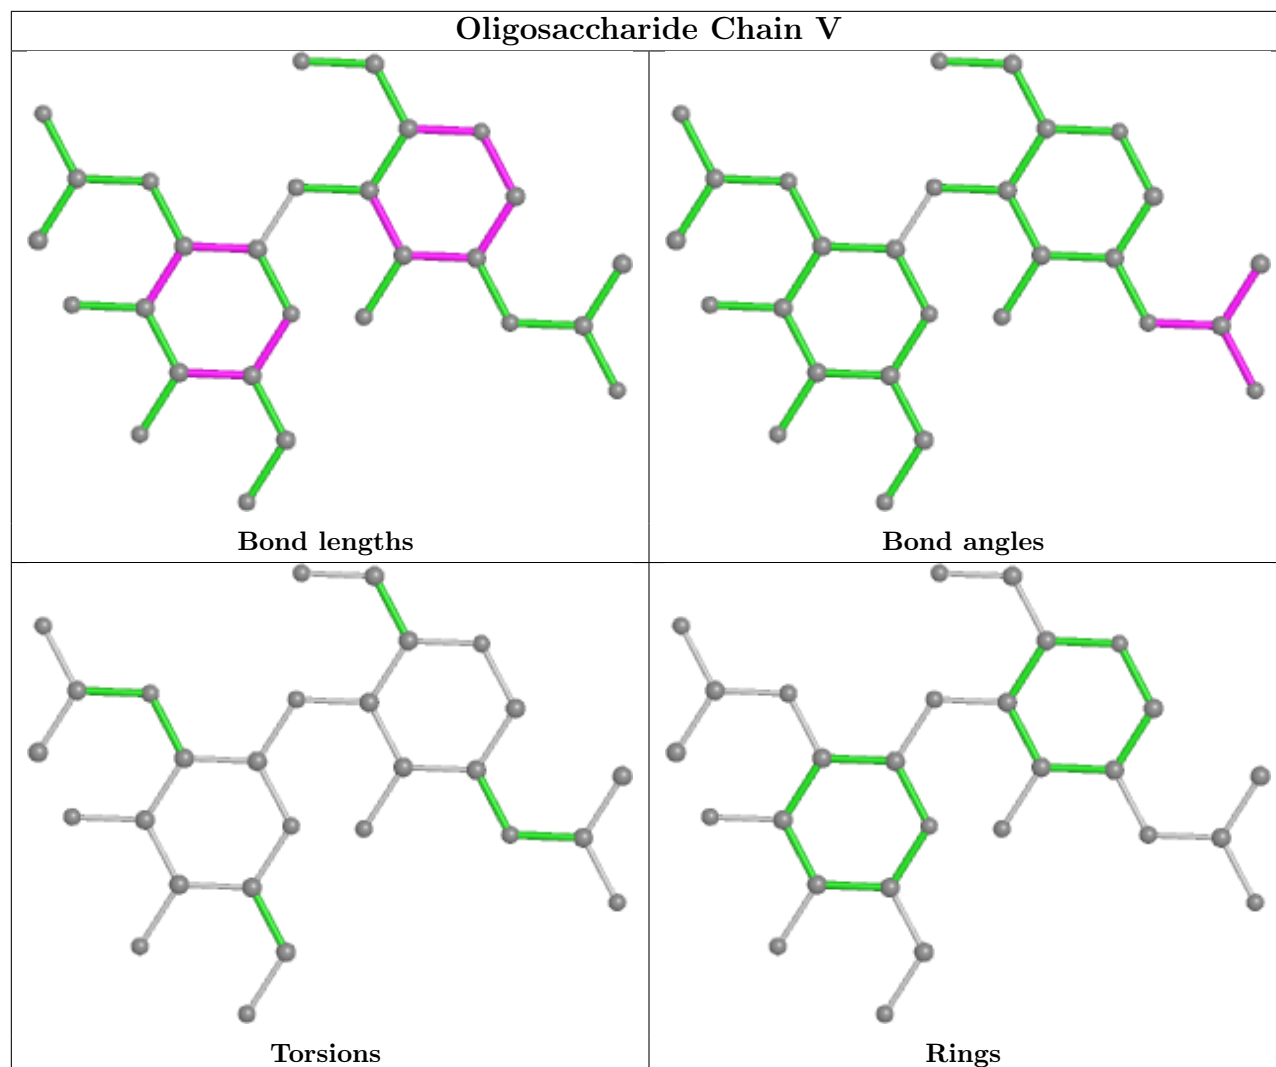 Oligosaccharide Chain V
Bond lengths
Bond angles
Torsions
Rings